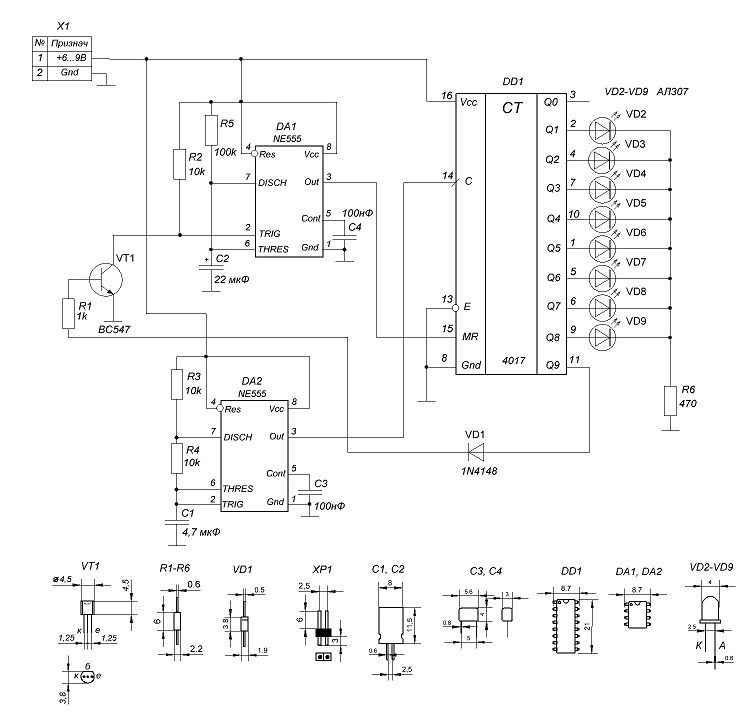 X1
№ Признач
1 +6...9В
2 Gnd
DD1
VD2-VD9 АЛ307
16 Vcc CT Q0 3
Q1 2 VD2
Q2 4 VD3
14 C Q3 7 VD4
Q4 10 VD5
Q5 1 VD6
Q6 5 VD7
13 E Q7 6 VD8
15 MR Q8 9 VD9
8 Gnd 4017 Q9 11
R6
470
R5
100k
R2
10k
DA1
NE555
4 Res Vcc 8
7 DISCH Out 3
Cont 5
2 TRIG
6 THRES Gnd 1
100нФ
C4
+ C2
22 мкФ
VT1
BC547
R1
1k
R3
10k
R4
10k
DA2
NE555
4 Res Vcc 8
7 DISCH Out 3
Cont 5
6 THRES
2 TRIG Gnd 1
C3
100нФ
C1
4,7 мкФ
VD1
1N4148
VT1
ø4,5
4,5
к е
1,25 1,25
б
к е
3,8
R1-R6
0.6
6
2.2
VD1
0.5
3.8
1.9
XP1
2,5
6
3
C1, C2
8
11,5
0.6
2,5
C3, C4
5.6 3
4
0.8
5
DD1
8.7
21
DA1, DA2
8.7
VD2-VD9
4
2.5
К А
0.6